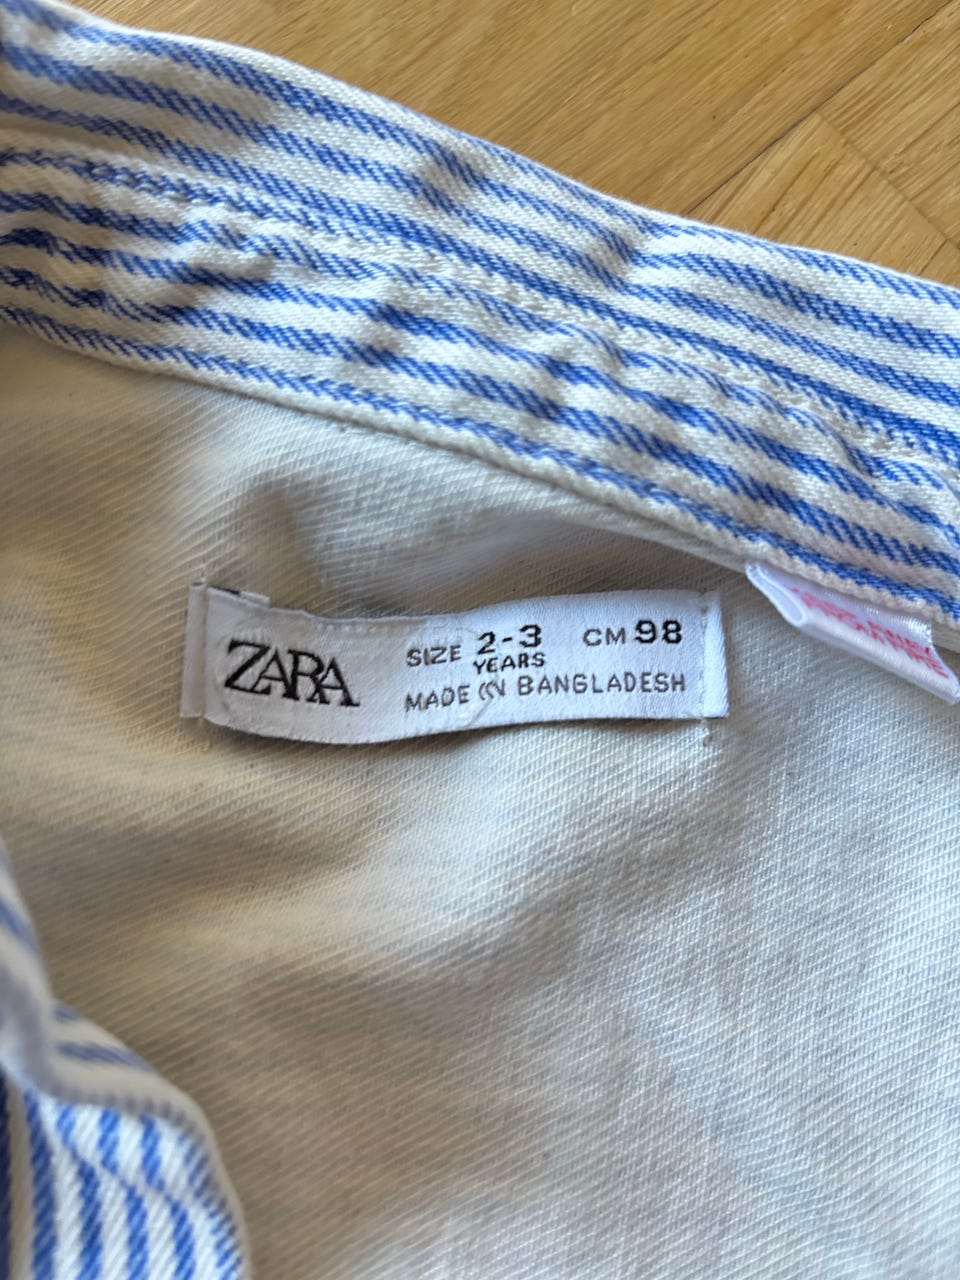 ZARA
SIZE 2-3 CM 98
YEARS
MADE IN BANGLADESH